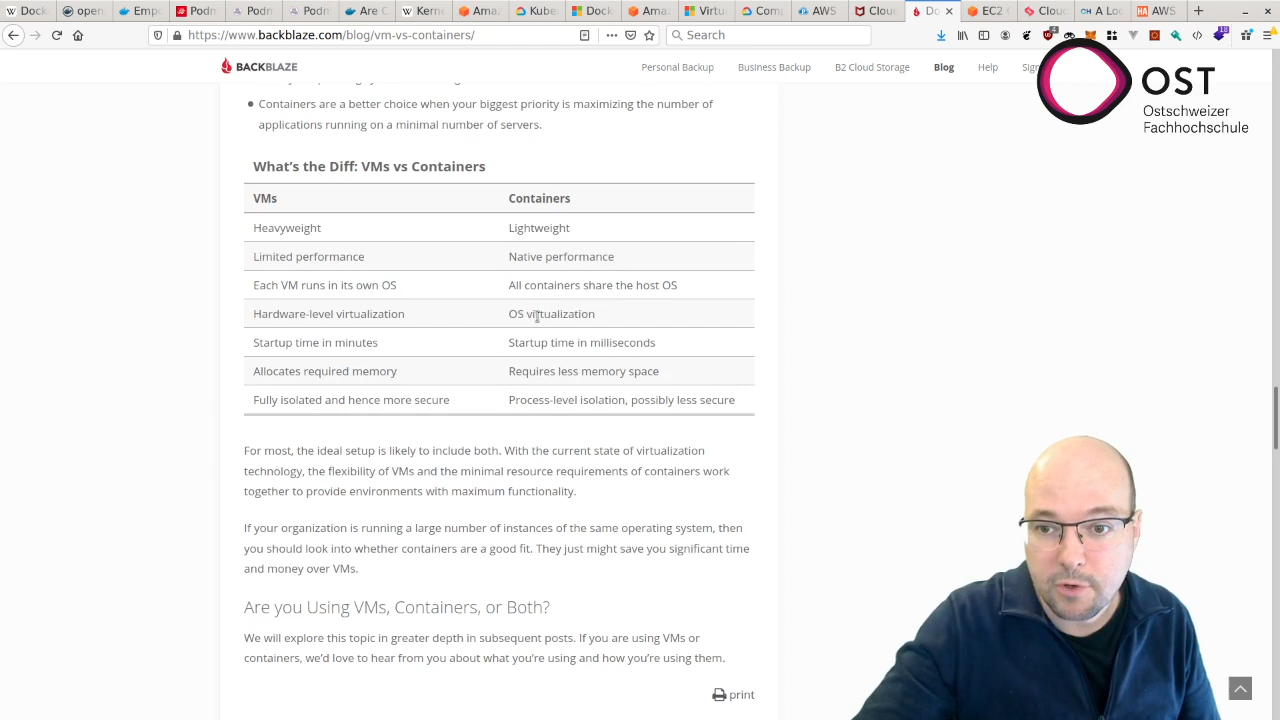 Dock
open
Empo
Podn
Podn
Podn
Are C
Kern
Amaz
Kube
Dock
Ama
Virtu
Com
AWS
Cloud
Do
EC2
Cl
A Loo
AWS
https://www.backblaze.com/blog/vm-vs-containers/
Search
BACKBLAZE
Personal Backup
Business Backup
B2 Cloud Storage
Blog
Help
Sign
OST
Ostschweizer
Fachhochschule
Containers are a better choice when your biggest priority is maximizing the number of
applications running on a minimal number of servers.
What's the Diff: VMs vs Containers
VMs Containers
Heavyweight Lightweight
Limited performance Native performance
Each VM runs in its own OS All containers share the host OS
Hardware-level virtualization OS virtualization
Startup time in minutes Startup time in milliseconds
Allocates required memory Requires less memory space
Fully isolated and hence more secure Process-level isolation, possibly less secure
For most, the ideal setup is likely to include both. With the current state of virtualization
technology, the flexibility of VMs and the minimal resource requirements of containers work
together to provide environments with maximum functionality.
If your organization is running a large number of instances of the same operating system, then
you should look into whether containers are a good fit. They just might save you significant time
and money over VMs.
Are you Using VMs, Containers, or Both?
We will explore this topic in greater depth in subsequent posts. If you are using VMs or
containers, we'd love to hear from you about what you're using and how you're using them.
print